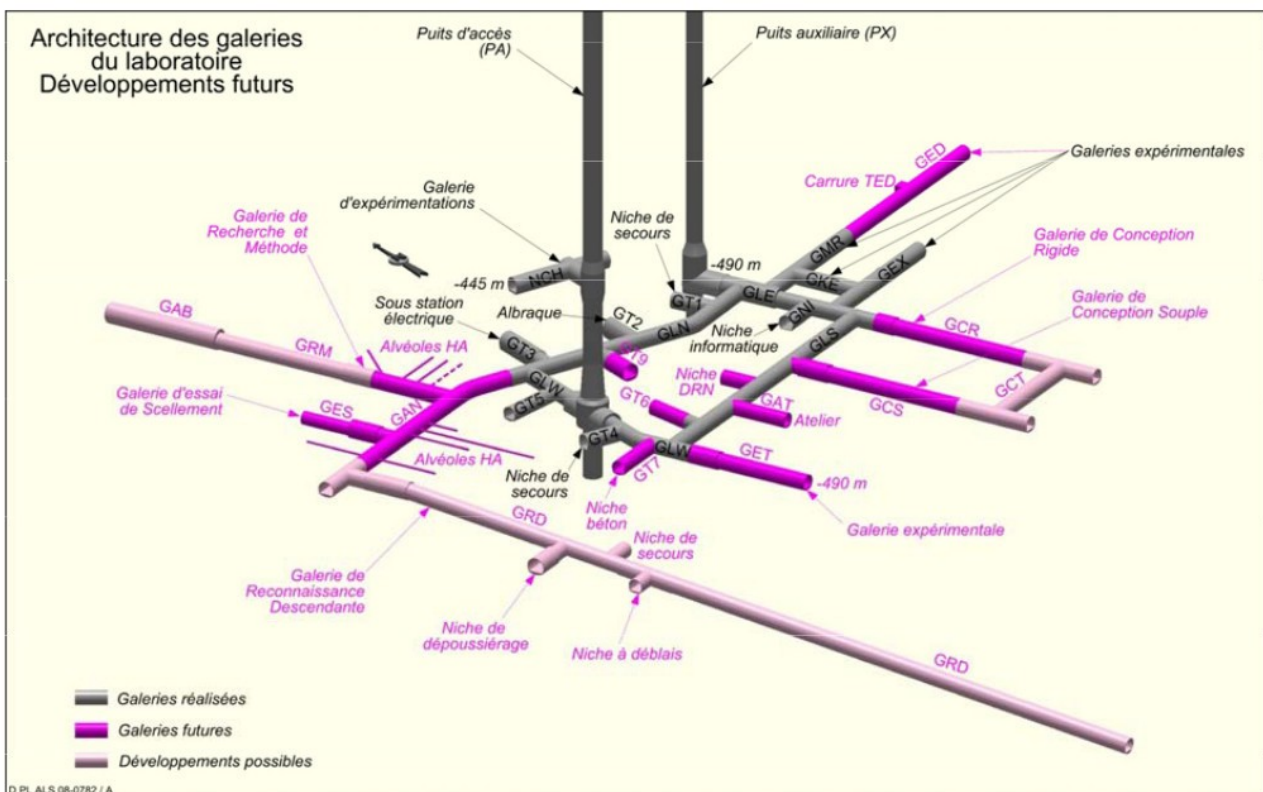 Architecture des galeries
du laboratoire
Développements futurs
Puits d'accés
(PA)
Puits auxiliaire (PX)
Galeries expérimentales
GED
Carrure TED
Galerie
d'expérimentations
Niche de
secours
Galerie de
Recherche et
Méthode
GMR
Galerie de Conception
Rigide
-490 m
NCH
-445 m
GKE
GEX
GLE
Galerie de
Conception Souple
Sous station
électrique
Albraque
GT1
GNI
GAB
GT2
GLN
Niche
informatique
GLS
GCR
GRM
Alvéoles HA
GT3
GT9
GCT
Galerie d'essai
de Scellement
GLW
Niche
DRN
GES
GAN
GT5
GT6
GAT
Atelier
GCS
Alvéoles HA
GT4
GLW
GET
Niche de
secours
GT7
-490 m
Niche
béton
Galerie expérimentale
GRD
Niche de
secours
Galerie de
Reconnaissance
Descendante
Niche de
dépoussiérage
Niche à déblais
GRD
Galeries réalisées
Galeries futures
Développements possibles
D PL ALS 08-0782 / A